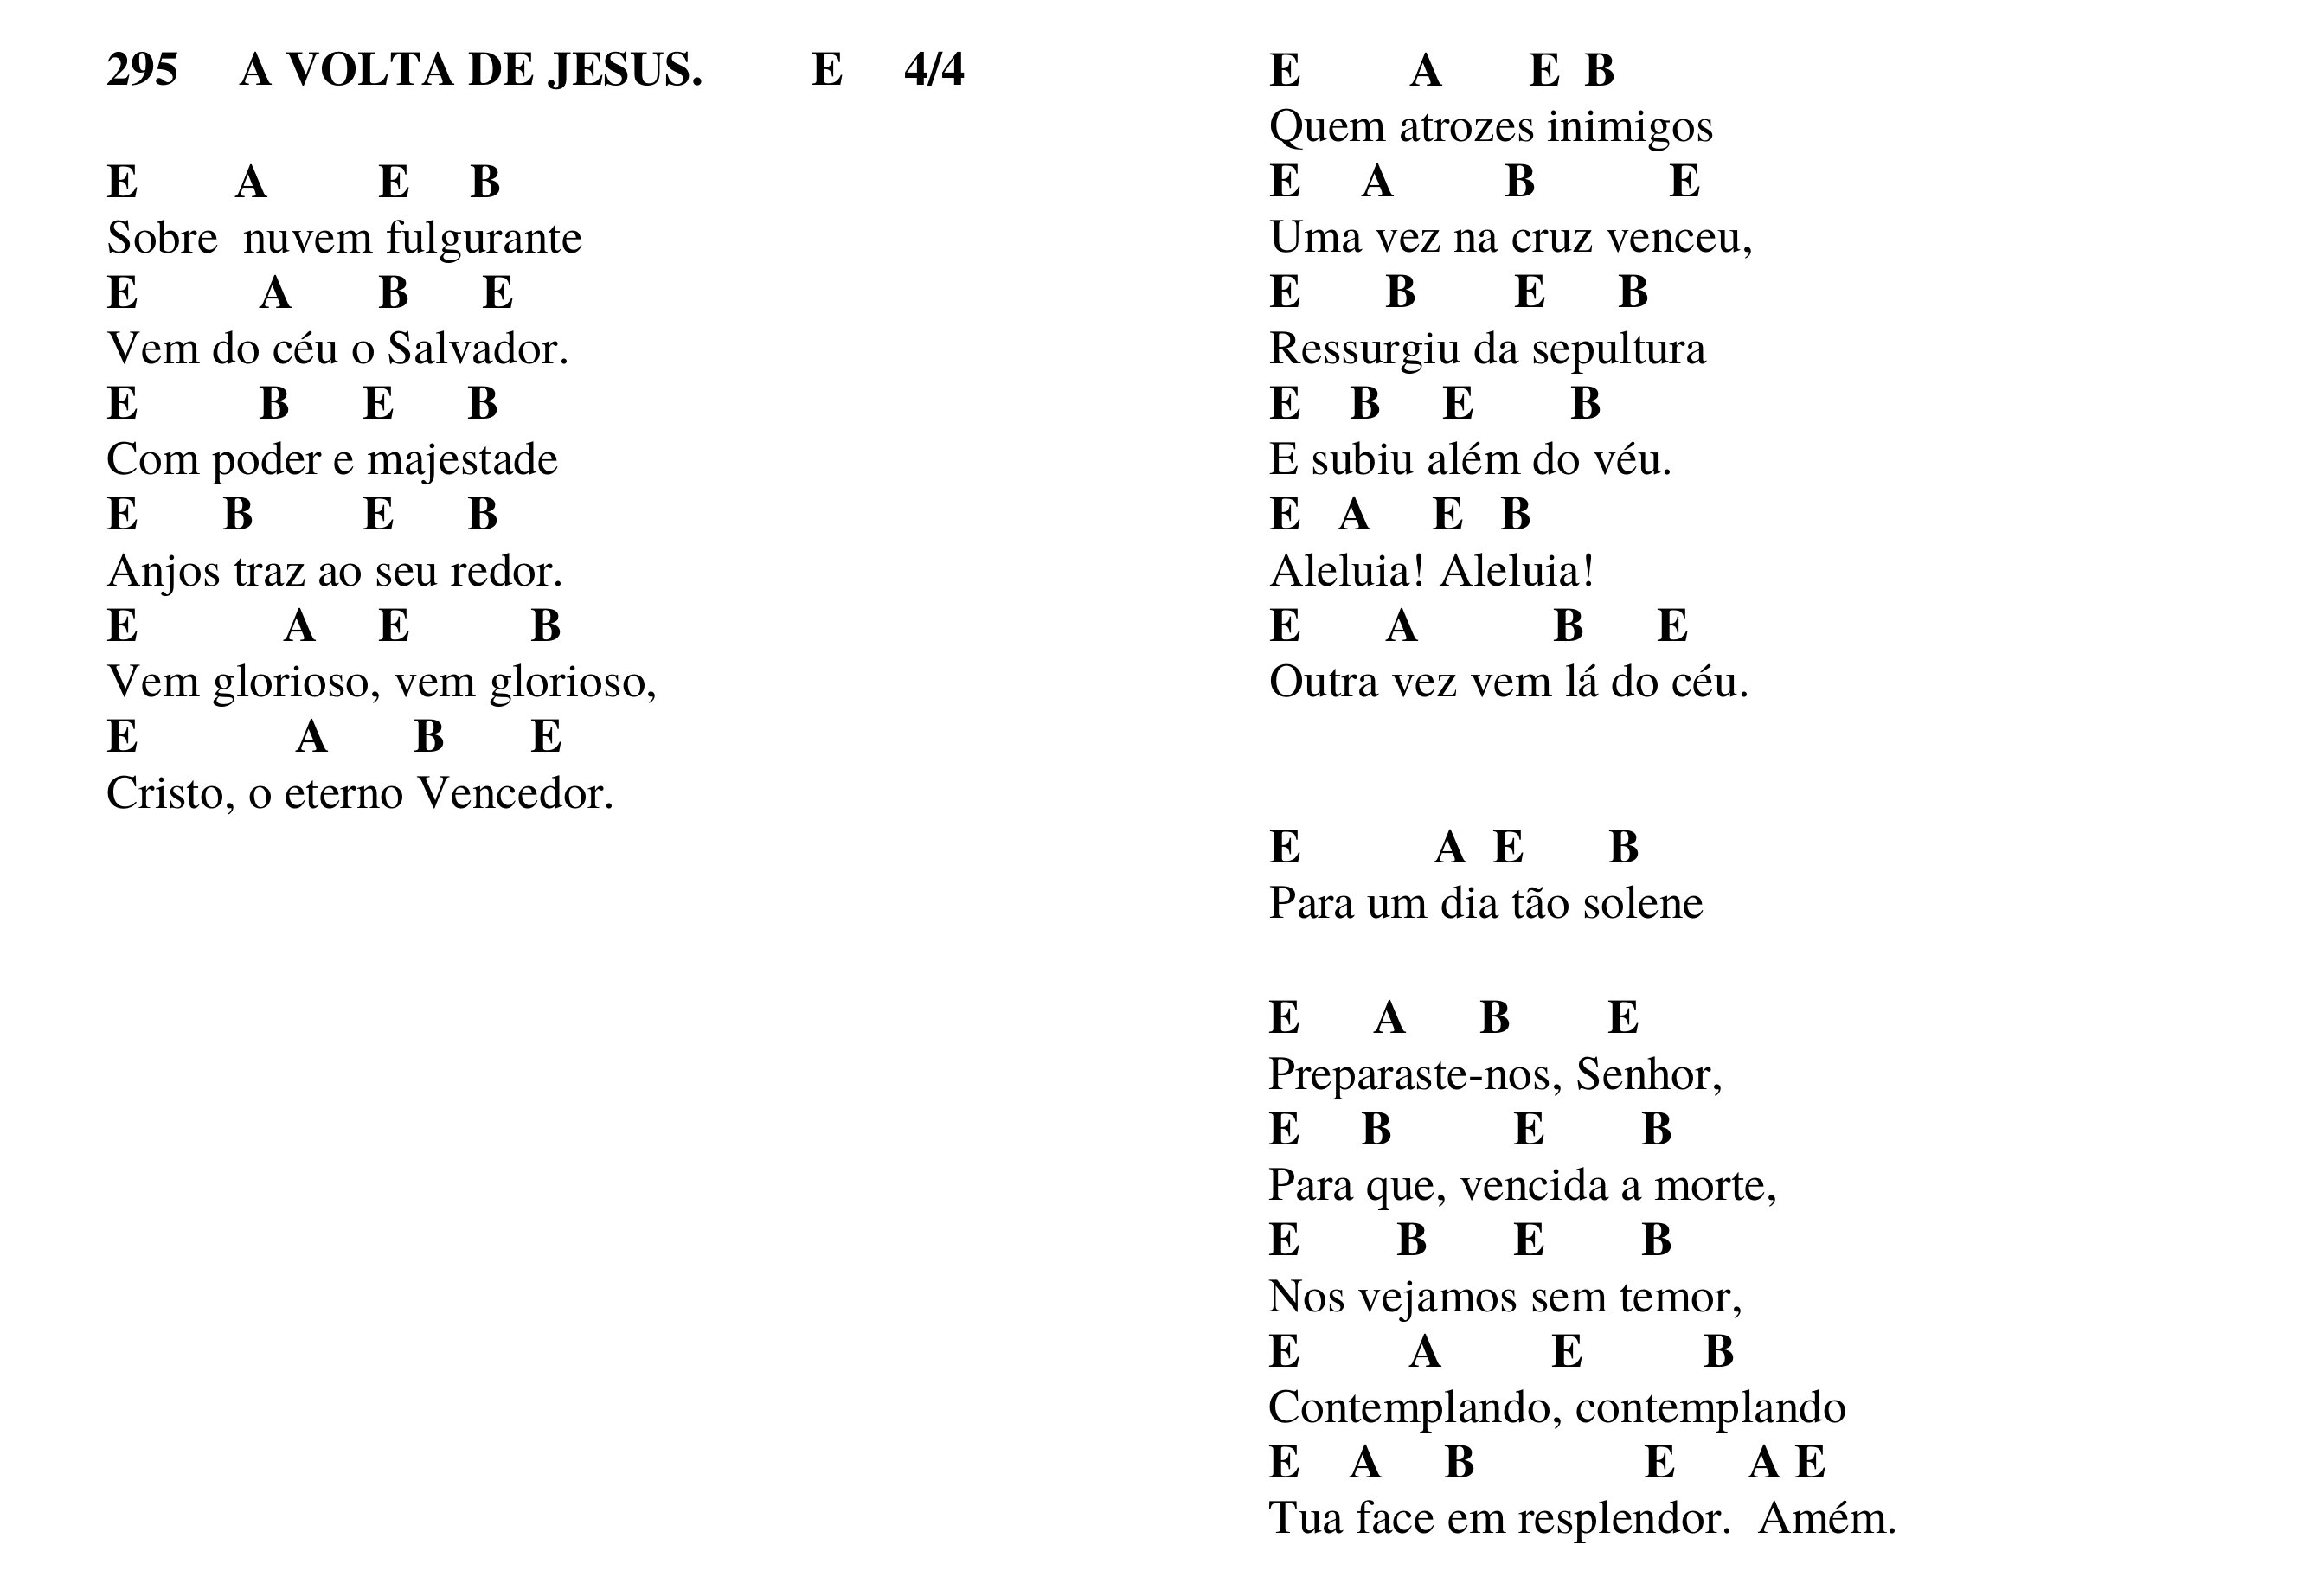 295 A VOLTA DE JESUS. E 4/4
E A E B
Sobre nuvem fulgurante
E A B E
Vem do céu o Salvador.
E B E B
Com poder e majestade
E B E B
Anjos traz ao seu redor.
E A E B
Vem glorioso, vem glorioso,
E A B E
Cristo, o eterno Vencedor.
E A E B
Quem atrozes inimigos
E A B E
Uma vez na cruz venceu,
E B E B
Ressurgiu da sepultura
E B E B
E subiu além do véu.
E A E B
Aleluia! Aleluia!
E A B E
Outra vez vem lá do céu.
E A E B
Para um dia tão solene
E A B E
Preparaste-nos, Senhor,
E B E B
Para que, vencida a morte,
E B E B
Nos vejamos sem temor,
E A E B
Contemplando, contemplando
E A B E A E
Tua face em resplendor. Amém.